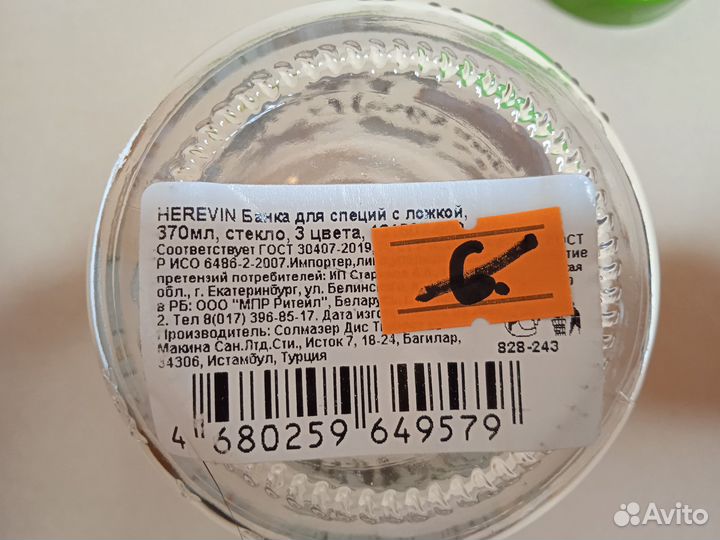 HEREVIN Банка для специй с ложкой,
370мл, стекло, 3 цвета,
Соответствует ГОСТ 30407-2019, ГОСТ
Р ИСО 6486-2-2007.Импортер,
претензий потребителей: ИП
обл., г. Екатеринбург, ул.
в РБ: ООО "МПР Ритейл",
2. Тел 8(017) 396-85-17. Дата
Производитель: Солмазер Дис
Макина Сан.Лтд.Сти., Исток 7, 18-24, Багилар,
34306, Истамбул, Турция
6.
828-243
4 680259 649579
Avito